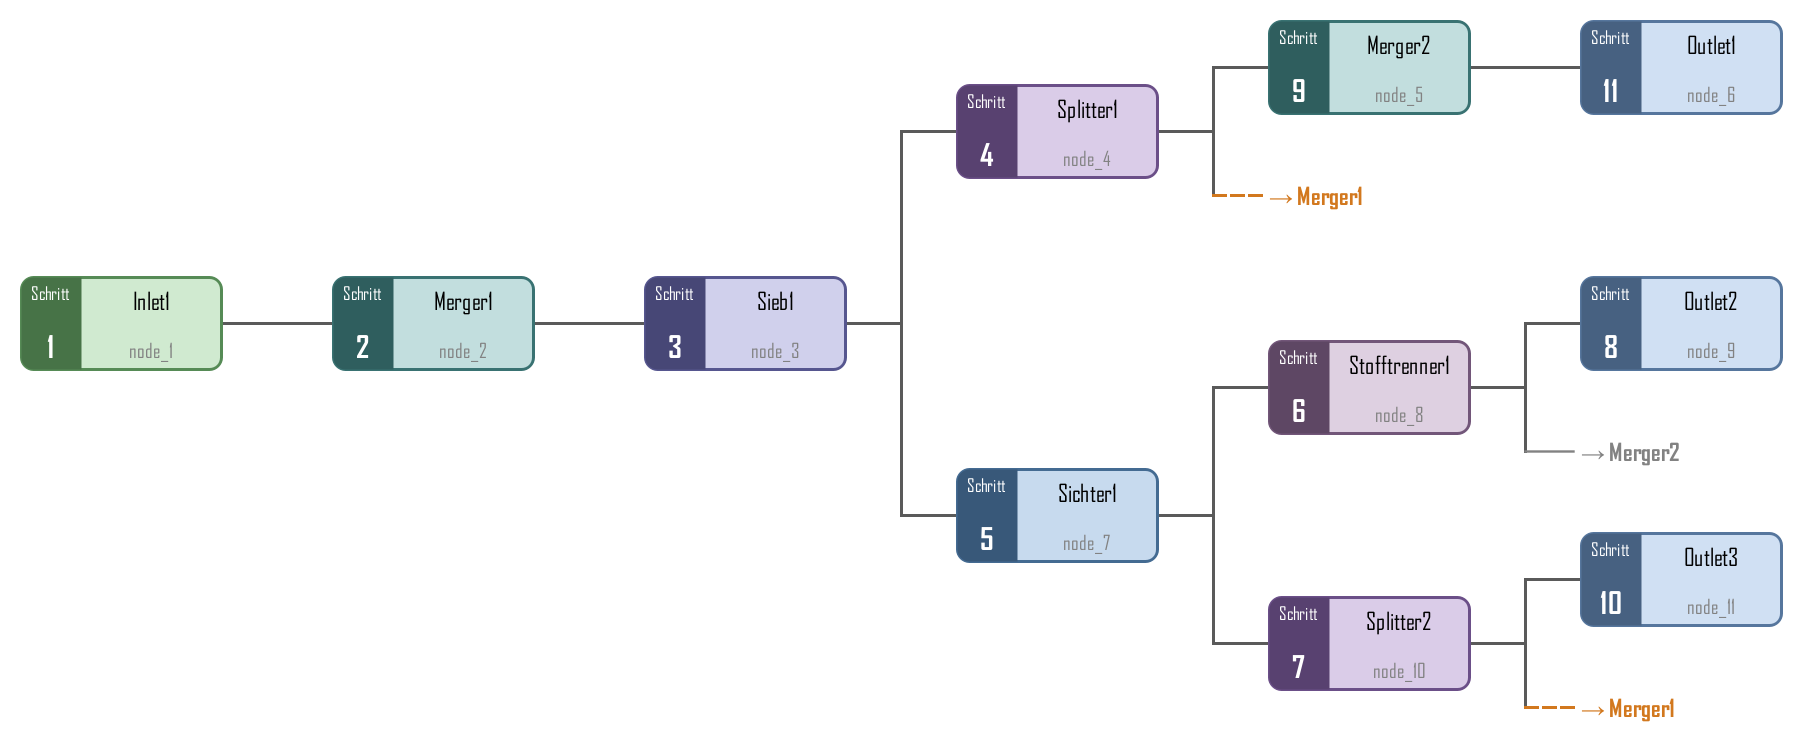 Schritt
9
Merger2
node_5
Schritt
11
Outlet1
node_6
Schritt
4
Splitter1
node_4
→ Merger1
Schritt
1
Inlet1
node_1
Schritt
2
Merger1
node_2
Schritt
3
Sieb1
node_3
Schritt
8
Outlet2
node_9
Schritt
6
Stofftrenner1
node_8
→ Merger2
Schritt
5
Sichter1
node_7
Schritt
10
Outlet3
node_11
Schritt
7
Splitter2
node_10
→ Merger1